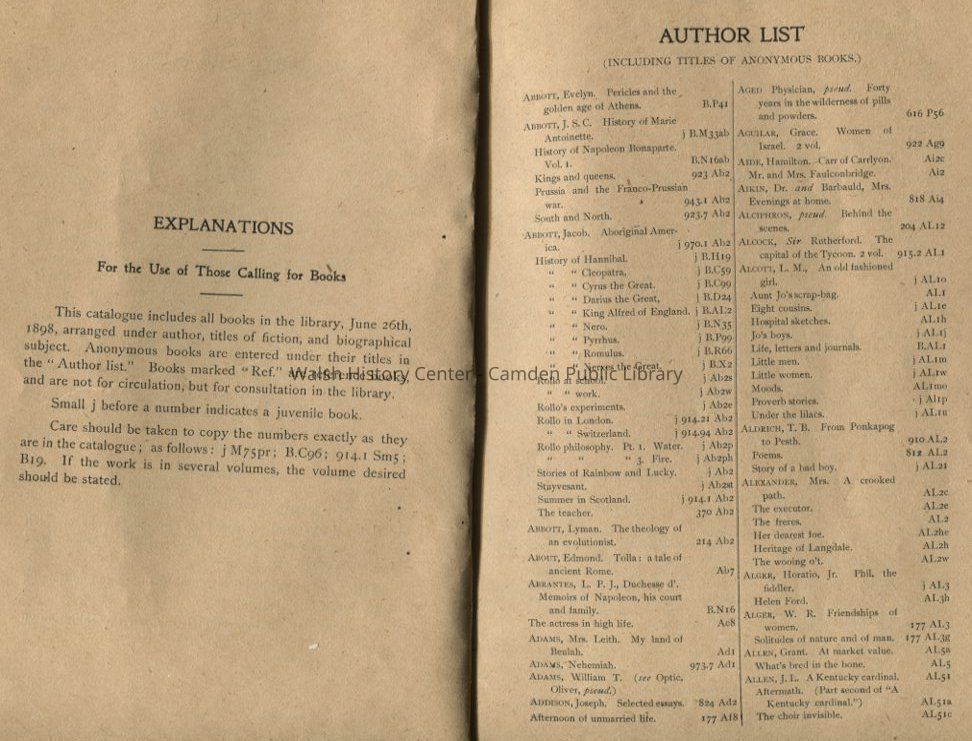 EXPLANATIONS
For the Use of Those Calling for Books
This catalogue includes all books in the library, June 26th,
1898, arranged under author, titles of fiction, and biographical
subject. Anonymous books are entered under their titles in
the "Author list." Books marked "Ref." are reference books,
and are not for circulation, but for consultation in the library.
Small j before a number indicates a juvenile book.
Care should be taken to copy the numbers exactly as they
are in the catalogue; as follows: j M75pr; B.C96; 914.1 Sm5;
B19. If the work is in several volumes, the volume desired
should be stated.
Walsh History Center - Camden Public Library
AUTHOR LIST
(INCLUDING TITLES OF ANONYMOUS BOOKS.)
ABBOTT, Evelyn. Pericles and the
golden age of Athens. B.P41
ABBOTT, J. S. C. History of Marie
Antoinette. j B.M33ab
History of Napoleon Bonaparte.
Vol. 1. B.N16ab
Kings and queens. 923 Ab2
Prussia and the Franco-Prussian
war. 943.1 Ab2
South and North. 923.7 Ab2
ABBOTT, Jacob. Aboriginal Amer-
ica. j 970.1 Ab2
History of Hannibal. j B.H19
" " Cleopatra. j B.C59
" " Cyrus the Great. j B.C99
" " Darius the Great, j B.D24
" " King Alfred of England. j B.AL2
" " Nero. j B.N35
" " Pyrrhus. j B.P99
" " Romulus. j B.R66
" " Xerxes the Great. j B.X2
Rollo at school. j Ab2s
" " work. j Ab2w
Rollo's experiments. j Ab2e
Rollo in London. j 914.21 Ab2
" " Switzerland. j 914.94 Ab2
Rollo philosophy. Pt. 1. Water. j Ab2p
" " " 3. Fire. j Ab2ph
Stories of Rainbow and Lucky. j Ab2
Stuyvesant. j Ab2st
Summer in Scotland. j 914.1 Ab2
The teacher. 370 Ab2
ABBOTT, Lyman. The theology of
an evolutionist. 214 Ab2
ABOUT, Edmond. Tolla: a tale of
ancient Rome. Ab7
ABRANTES, L. P. J., Duchesse d'.
Memoirs of Napoleon, his court
and family. B.N16
The actress in high life. Ac8
ADAMS, Mrs. Leith. My land of
Beulah. Ad1
ADAMS, Nehemiah. 973.7 Ad1
ADAMS, William T. (see Optic,
Oliver, pseud.)
ADDISON, Joseph. Selected essays. 824 Ad2
Afternoon of unmarried life. 177 Af8
AGED Physician, pseud. Forty
years in the wilderness of pills
and powders. 616 P56
AGUILAR, Grace. Women of
Israel. 2 vol. 922 Ag9
AIDE, Hamilton. Carr of Carrlyon. Ai2c
Mr. and Mrs. Faulconbridge. Ai2
AIKIN, Dr. and Barbauld, Mrs.
Evenings at home. 818 Ai4
ALCIPHRON, pseud. Behind the
scenes. 204 AL12
ALCOCK, Sir Rutherford. The
capital of the Tycoon. 2 vol. 915.2 AL1
ALCOTT, L. M., An old fashioned
girl. j AL1o
Aunt Jo's scrap-bag. AL1
Eight cousins. j AL1e
Hospital sketches. AL1h
Jo's boys. j AL1j
Life, letters and journals. B.AL1
Little men. j AL1m
Little women. j AL1w
Moods. AL1mo
Proverb stories. j AL1p
Under the lilacs. j AL1u
ALDRICH, T. B. From Ponkapog
to Pesth. 910 AL2
Poems. 812 AL2
Story of a bad boy. j AL21
ALEXANDER, Mrs. A crooked
path. AL2c
The executor. AL2e
The freres. AL2
Her dearest foe. AL2he
Heritage of Langdale. AL2h
The wooing o't. AL2w
ALGER, Horatio, Jr. Phil, the
fiddler. j AL3
Helen Ford. AL3h
ALGER, W. R. Friendships of
women. 177 AL3
Solitudes of nature and of man. 177 AL3g
ALLEN, Grant. At market value. AL5a
What's bred in the bone. AL5
ALLEN, J. L. A Kentucky cardinal. AL51
Aftermath. (Part second of "A
Kentucky cardinal.") AL51a
The choir invisible. AL51c